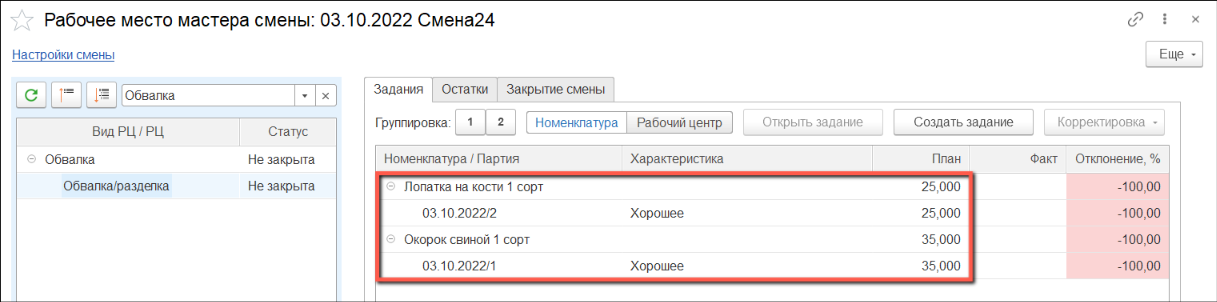 Рабочее место мастера смены: 03.10.2022 Смена24
Настройки смены
Еще
Обвалка
Вид РЦ / РЦ Статус
Обвалка Не закрыта
Обвалка/разделка Не закрыта
Задания Остатки Закрытие смены
Группировка: 1 2 Номенклатура Рабочий центр Открыть задание Создать задание Корректировка
Номенклатура / Партия Характеристика План Факт Отклонение, %
Лопатка на кости 1 сорт 25,000 -100,00
03.10.2022/2 Хорошее 25,000 -100,00
Окорок свиной 1 сорт 35,000 -100,00
03.10.2022/1 Хорошее 35,000 -100,00